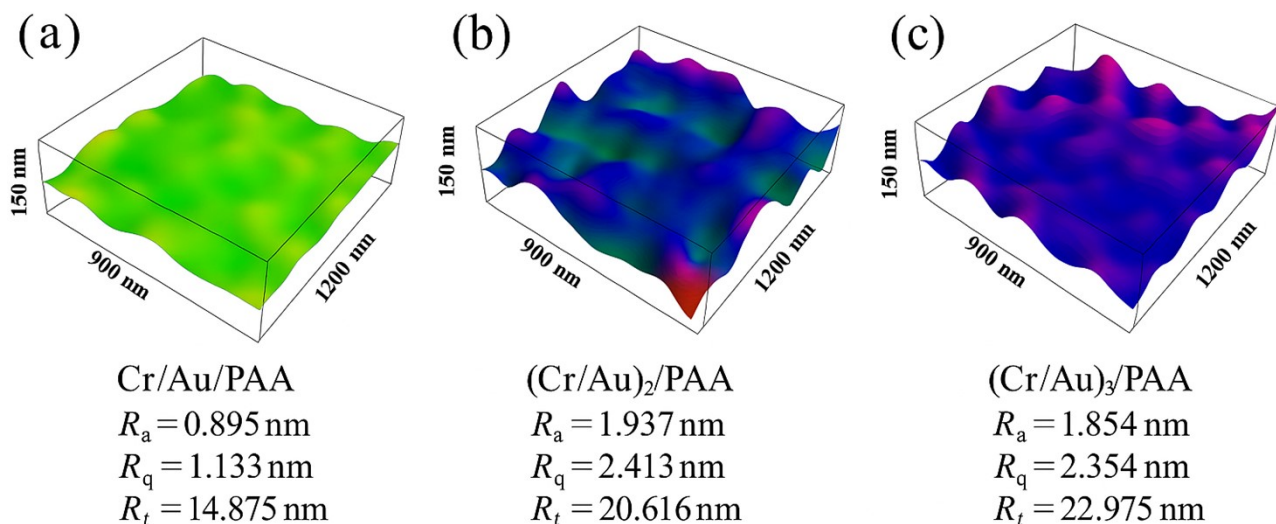 (a)
150 nm
900 nm
1200 nm
Cr/Au/PAA
Rₐ = 0.895 nm
R_q = 1.133 nm
Rₜ = 14.875 nm
(b)
150 nm
900 nm
1200 nm
(Cr/Au)₂/PAA
Rₐ = 1.937 nm
R_q = 2.413 nm
Rₜ = 20.616 nm
(c)
150 nm
900 nm
1200 nm
(Cr/Au)₃/PAA
Rₐ = 1.854 nm
R_q = 2.354 nm
Rₜ = 22.975 nm